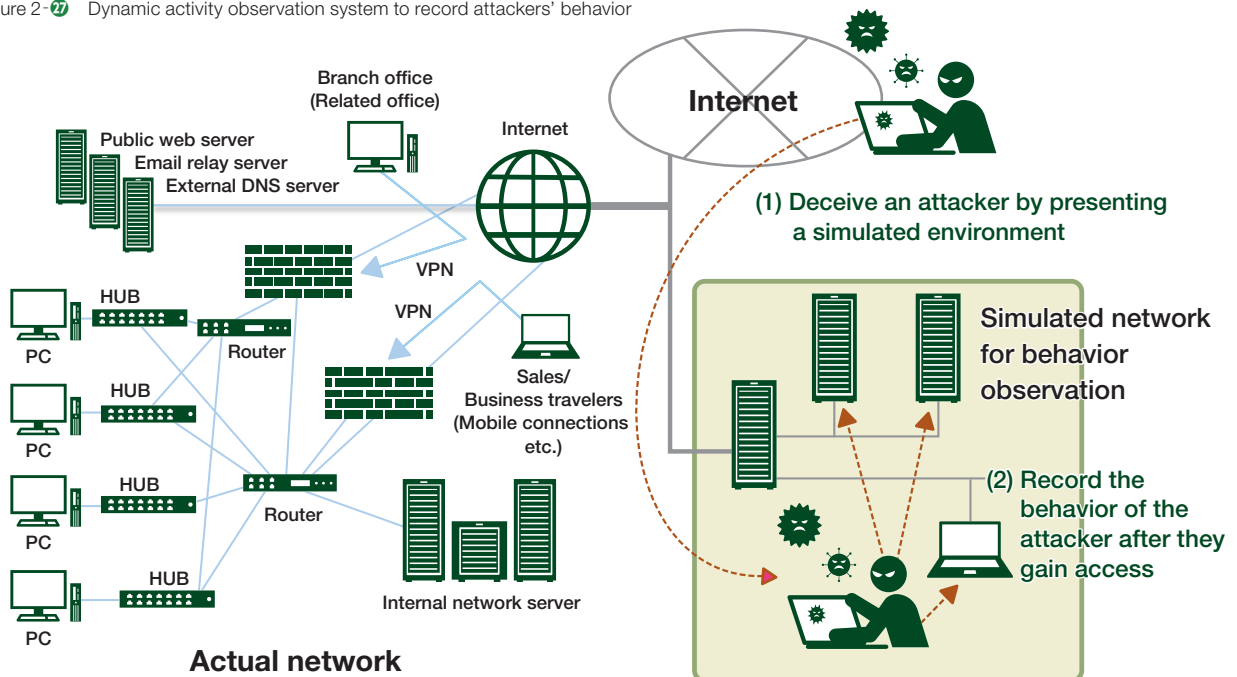 ure 2-27 Dynamic activity observation system to record attackers’ behavior
Branch office
(Related office)
Internet
Internet
Public web server
Email relay server
External DNS server
(1) Deceive an attacker by presenting
a simulated environment
VPN
VPN
HUB
PC
Router
Sales/
Business travelers
(Mobile connections
etc.)
HUB
PC
HUB
PC
Router
HUB
PC
Internal network server
Actual network
Simulated network
for behavior
observation
(2) Record the
behavior of the
attacker after they
gain access